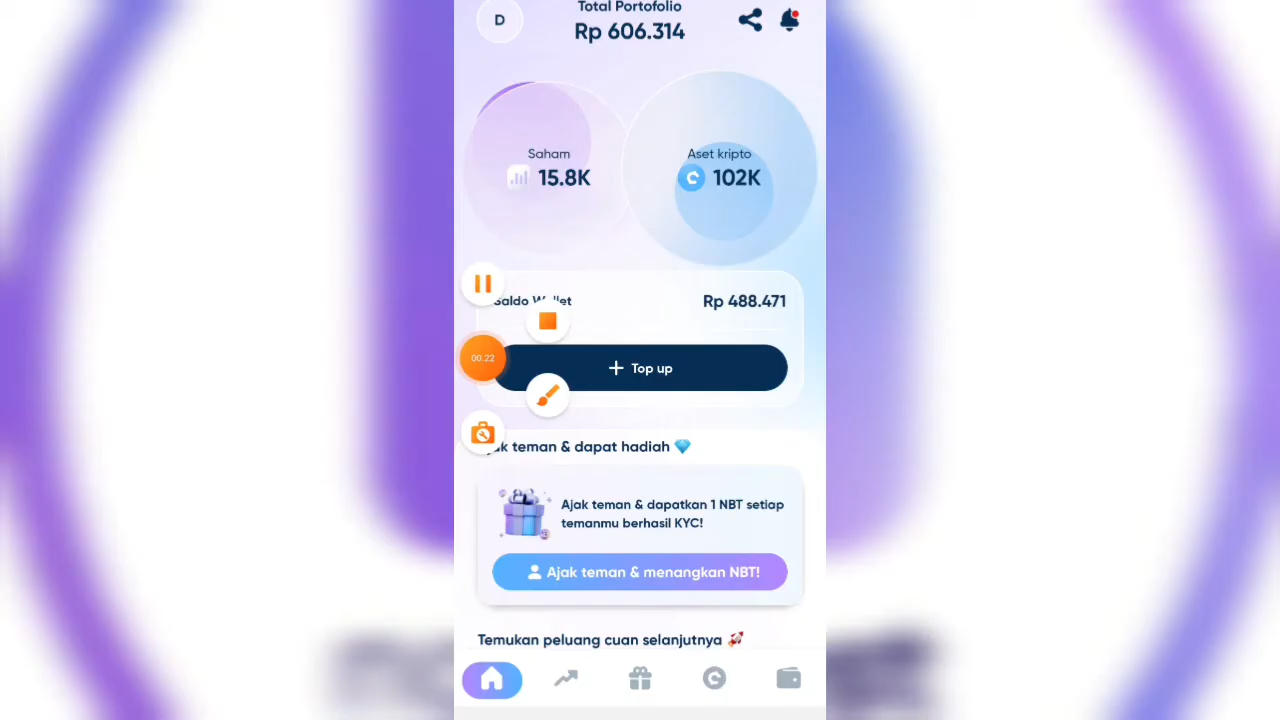 D
Total Portofolio
Rp 606.314
Saham
15.8K
Aset kripto
102K
Saldo Wallet
Rp 488.471
00:22
Top up
teman & dapat hadiah
Ajak teman & dapatkan 1 NBT setiap
temanmu berhasil KYC!
Ajak teman & menangkan NBT!
Temukan peluang cuan selanjutnya